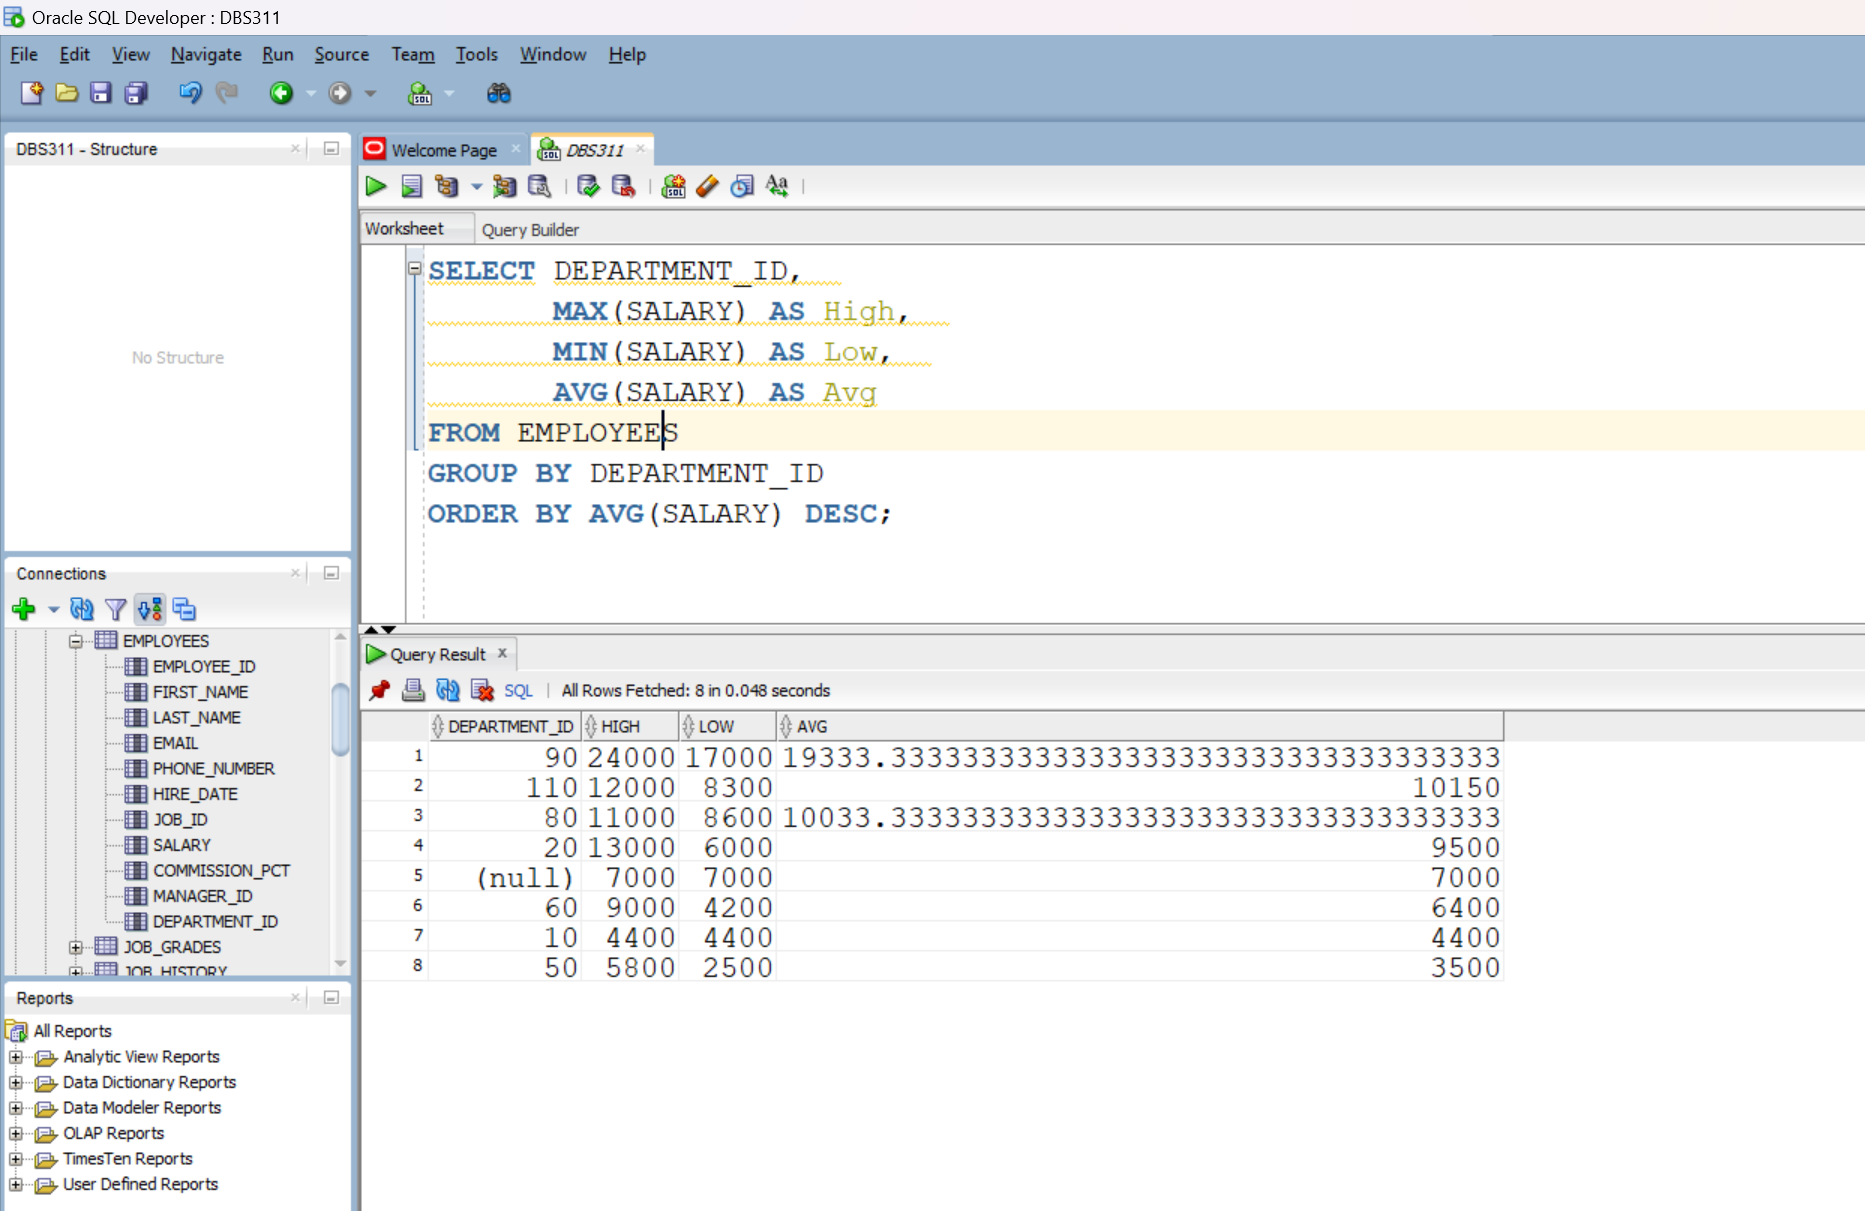 Oracle SQL Developer : DBS311
File Edit View Navigate Run Source Team Tools Window Help
DBS311 - Structure
No Structure
Connections
EMPLOYEES
EMPLOYEE_ID
FIRST_NAME
LAST_NAME
EMAIL
PHONE_NUMBER
HIRE_DATE
JOB_ID
SALARY
COMMISSION_PCT
MANAGER_ID
DEPARTMENT_ID
JOB_GRADES
JOB_HISTORY
Reports
All Reports
Analytic View Reports
Data Dictionary Reports
Data Modeler Reports
OLAP Reports
TimesTen Reports
User Defined Reports
Welcome Page DBS311
Worksheet Query Builder
SELECT DEPARTMENT_ID,
MAX(SALARY) AS High,
MIN(SALARY) AS Low,
AVG(SALARY) AS Avg
FROM EMPLOYEES
GROUP BY DEPARTMENT_ID
ORDER BY AVG(SALARY) DESC;
Query Result
SQL | All Rows Fetched: 8 in 0.048 seconds
DEPARTMENT_ID HIGH LOW AVG
1 90 24000 17000 19333.3333333333333333333333333333333333
2 110 12000 8300 10150
3 80 11000 8600 10033.3333333333333333333333333333333333
4 20 13000 6000 9500
5 (null) 7000 7000 7000
6 60 9000 4200 6400
7 10 4400 4400 4400
8 50 5800 2500 3500